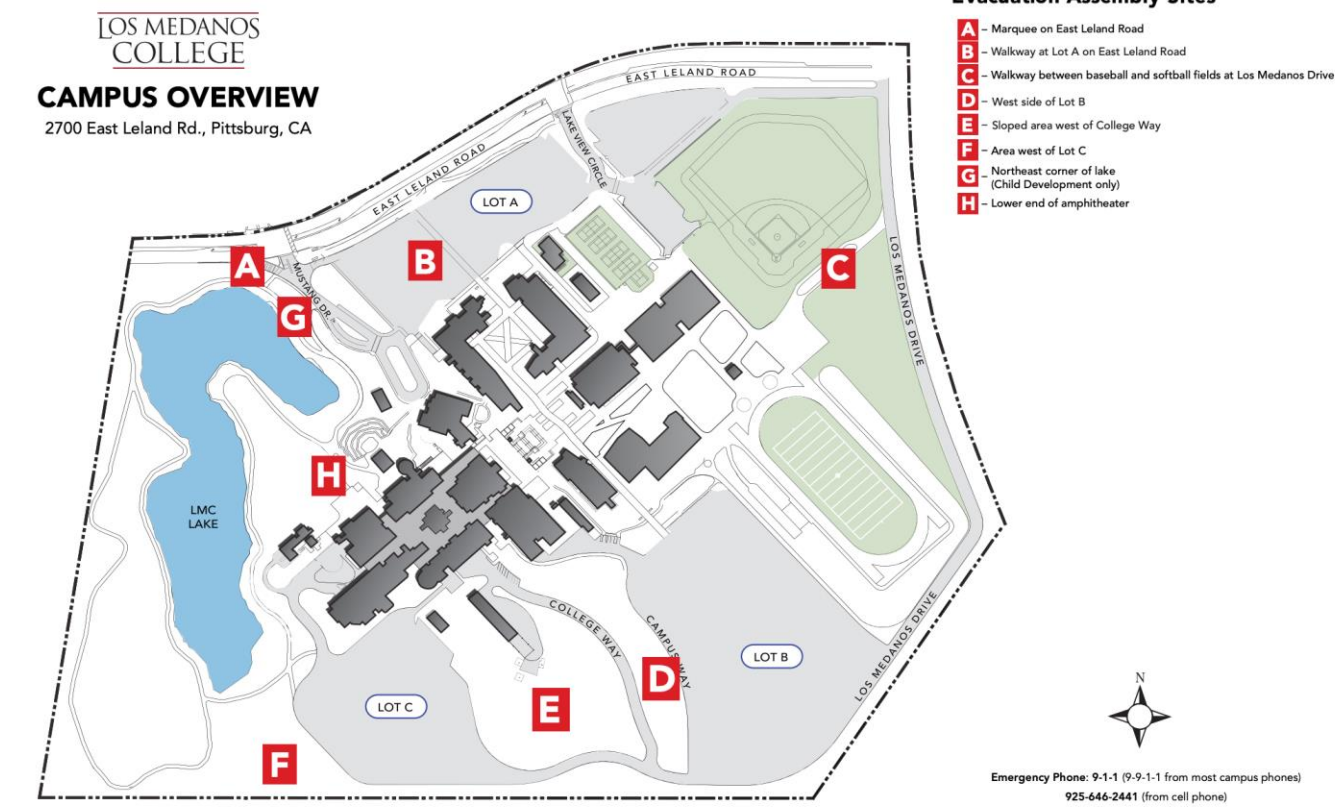 LOS MEDANOS
COLLEGE
CAMPUS OVERVIEW
2700 East Leland Rd., Pittsburg, CA
Evacuation Assembly Sites
A – Marquee on East Leland Road
B – Walkway at Lot A on East Leland Road
C – Walkway between baseball and softball fields at Los Medanos Drive
D – West side of Lot B
E – Sloped area west of College Way
F – Area west of Lot C
G – Northeast corner of lake
(Child Development only)
H – Lower end of amphitheater
EAST LELAND ROAD
LAKE VIEW CIRCLE
EAST LELAND ROAD
LOT A
A
B
C
MUSTANG DR.
G
LOS MEDANOS DRIVE
H
LMC
LAKE
COLLEGE WAY
CAMPUS WAY
LOT B
D
LOS MEDANOS DRIVE
LOT C
E
F
N
Emergency Phone: 9-1-1 (9-9-1-1 from most campus phones)
925-646-2441 (from cell phone)